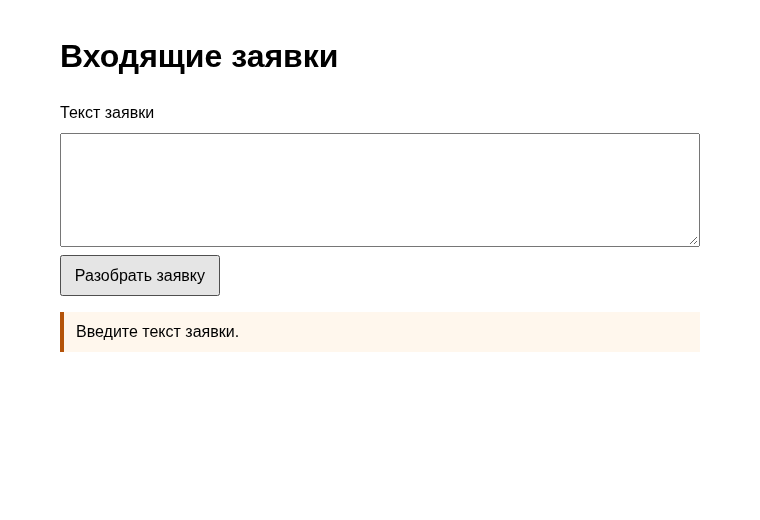 Входящие заявки
Текст заявки
Разобрать заявку
Введите текст заявки.